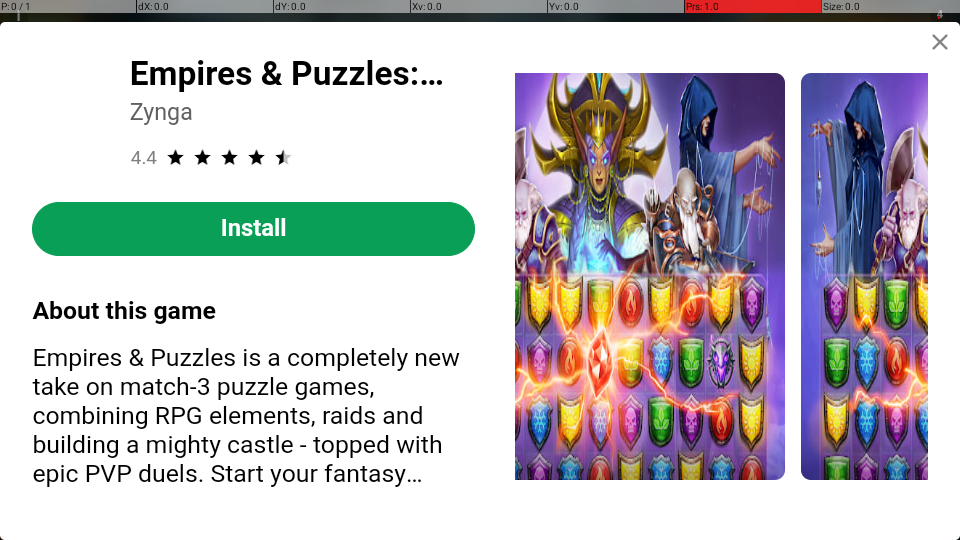 P: 0 / 1 dX: 0.0 dY: 0.0 Xv: 0.0 Yv: 0.0 Prs: 1.0 Size: 0.0
4
Empires & Puzzles:...
Zynga
4.4
Install
About this game
Empires & Puzzles is a completely new
take on match-3 puzzle games,
combining RPG elements, raids and
building a mighty castle - topped with
epic PVP duels. Start your fantasy...